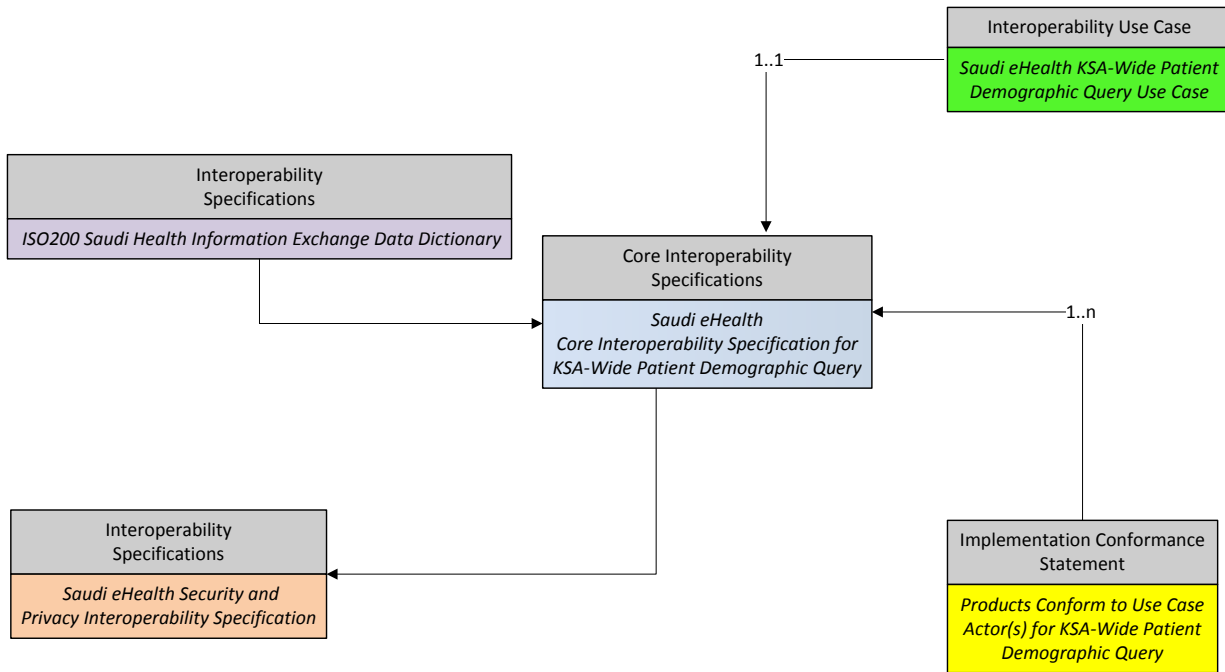 Interoperability Use Case
Saudi eHealth KSA-Wide Patient
Demographic Query Use Case
1..1
Interoperability
Specifications
ISO200 Saudi Health Information Exchange Data Dictionary
Core Interoperability
Specifications
Saudi eHealth
Core Interoperability Specification for
KSA-Wide Patient Demographic Query
1..n
Interoperability
Specifications
Saudi eHealth Security and
Privacy Interoperability Specification
Implementation Conformance
Statement
Products Conform to Use Case
Actor(s) for KSA-Wide Patient
Demographic Query